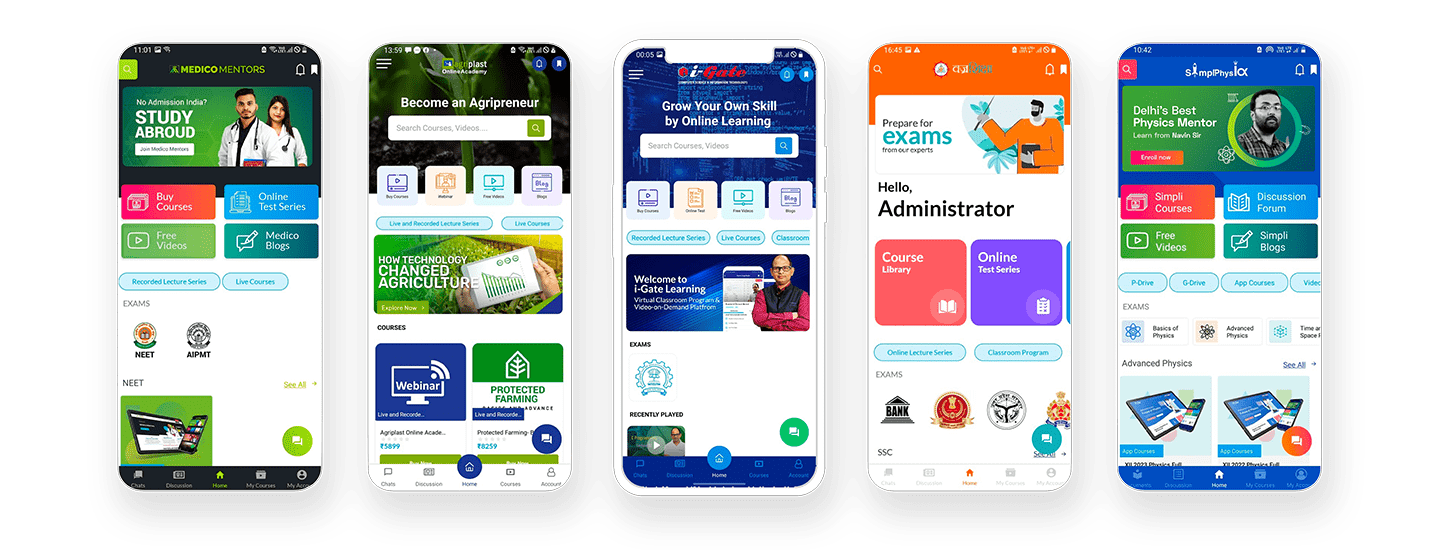 11:01
MEDICO MENTORS
No Admission India?
STUDY
ABROUD
Join Medico Mentors
Buy
Courses
Online
Test Series
Free
Videos
Medico
Blogs
Recorded Lecture Series
Live Courses
EXAMS
NEET
AIPMT
NEET
See All
Chats
Discussion
Home
My Courses
My Accou
13:59
agriplast
Online Academy
Become an Agripreneur
Search Courses, Videos....
Buy Courses
Webinar
Free Videos
Blogs
Blog
Live and Recorded Lecture Series
Live Courses
HOW TECHNOLOGY
CHANGED
AGRICULTURE
Explore Now >
COURSES
Webinar
PROTECTED
FARMING
Live and Recorde...
Live and Recorde...
Agriplast Online Acade...
Protected Farming- B
₹5899
₹8259
Buy Now
Chats
Discussion
Home
Courses
Account
00:05
i-Gate
Grow Your Own Skill
by Online Learning
Search Courses, Videos
Blog
Buy Courses
Online Test
Free Videos
Blogs
Recorded Lecture Series
Live Courses
Classroom
Welcome to
i-Gate Learning
Virtual Classroom Program &
Video-on-Demand Platfrom
EXAMS
RECENTLY PLAYED
Chats
Discussion
Home
Courses
Account
16:45
Prepare for
exams
from our experts
Hello,
Administrator
Course
Library
Online
Test Series
Online Lecture Series
Classroom Program
EXAMS
BANK
SSC
See All
Chats
Discussion
Home
My Courses
My Account
10:42
SimplPhysIQ
Delhi's Best
Physics Mentor
Learn from Navin Sir
Enroll now
Simpli
Courses
Discussion
Forum
Free
Videos
Simpli
Blogs
P-Drive
G-Drive
App Courses
Video
EXAMS
Basics of
Physics
Advanced
Physics
Time an
Space F
Advanced Physics
See All
App Courses
App Courses
XII 2023 Physics Full
XII 2022 Physics Full
ments
Discussion
Home
My Courses
My Accou